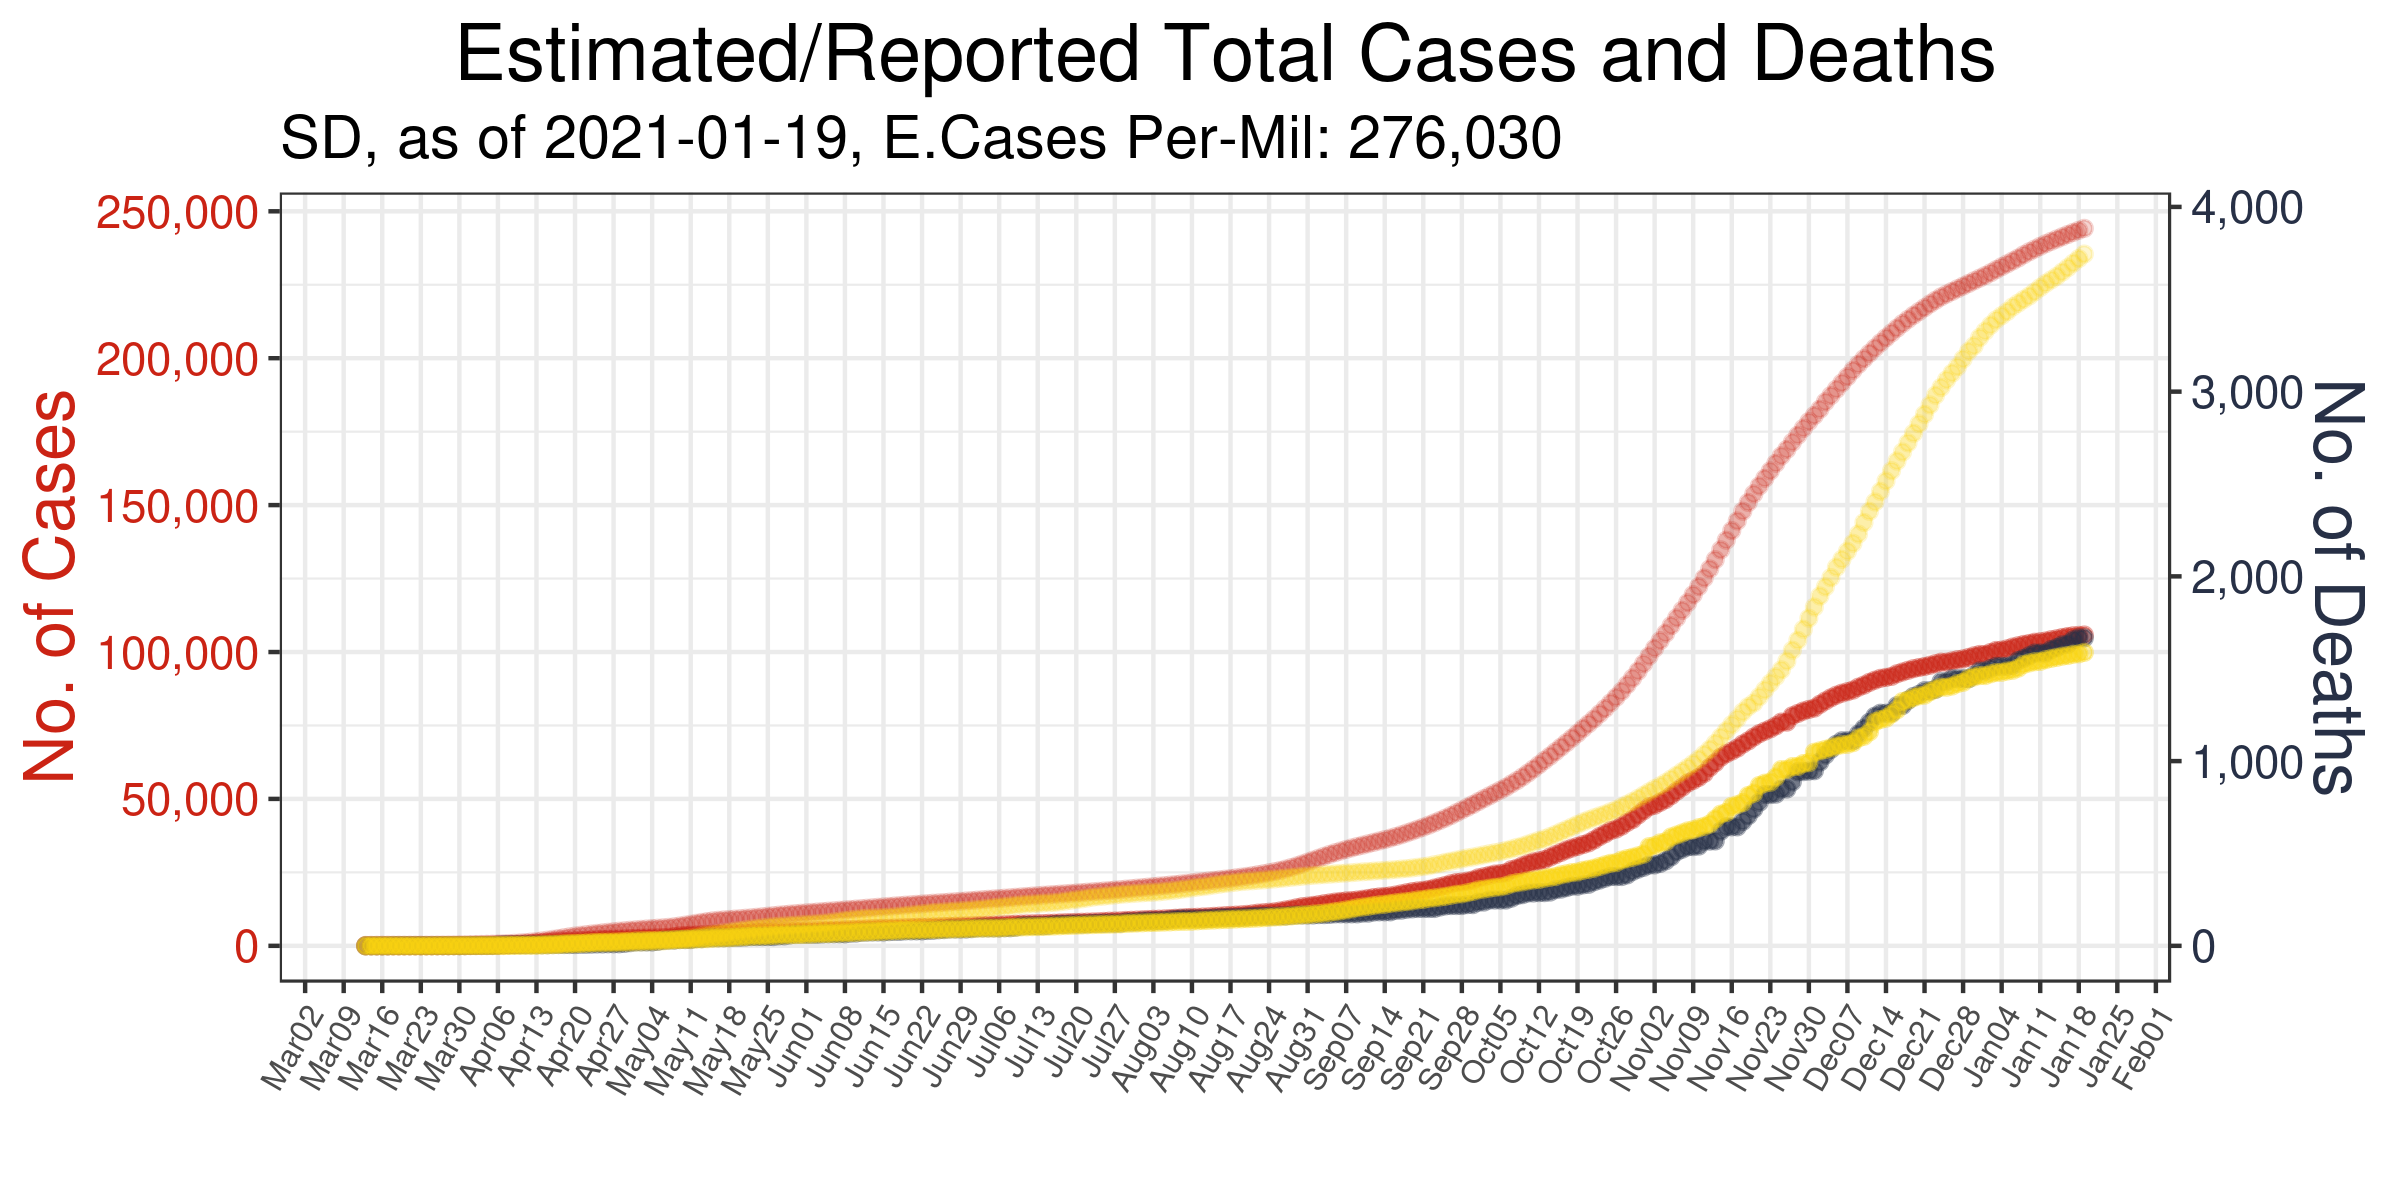 Estimated/Reported Total Cases and Deaths
SD, as of 2021-01-19, E.Cases Per-Mil: 276,030
No. of Cases
250,000
200,000
150,000
100,000
50,000
0
4,000
3,000
2,000
1,000
0
No. of Deaths
Mar02
Mar09
Mar16
Mar23
Mar30
Apr06
Apr13
Apr20
Apr27
May04
May11
May18
May25
Jun01
Jun08
Jun15
Jun22
Jun29
Jul06
Jul13
Jul20
Jul27
Aug03
Aug10
Aug17
Aug24
Aug31
Sep07
Sep14
Sep21
Sep28
Oct05
Oct12
Oct19
Oct26
Nov02
Nov09
Nov16
Nov23
Nov30
Dec07
Dec14
Dec21
Dec28
Jan04
Jan11
Jan18
Jan25
Feb01